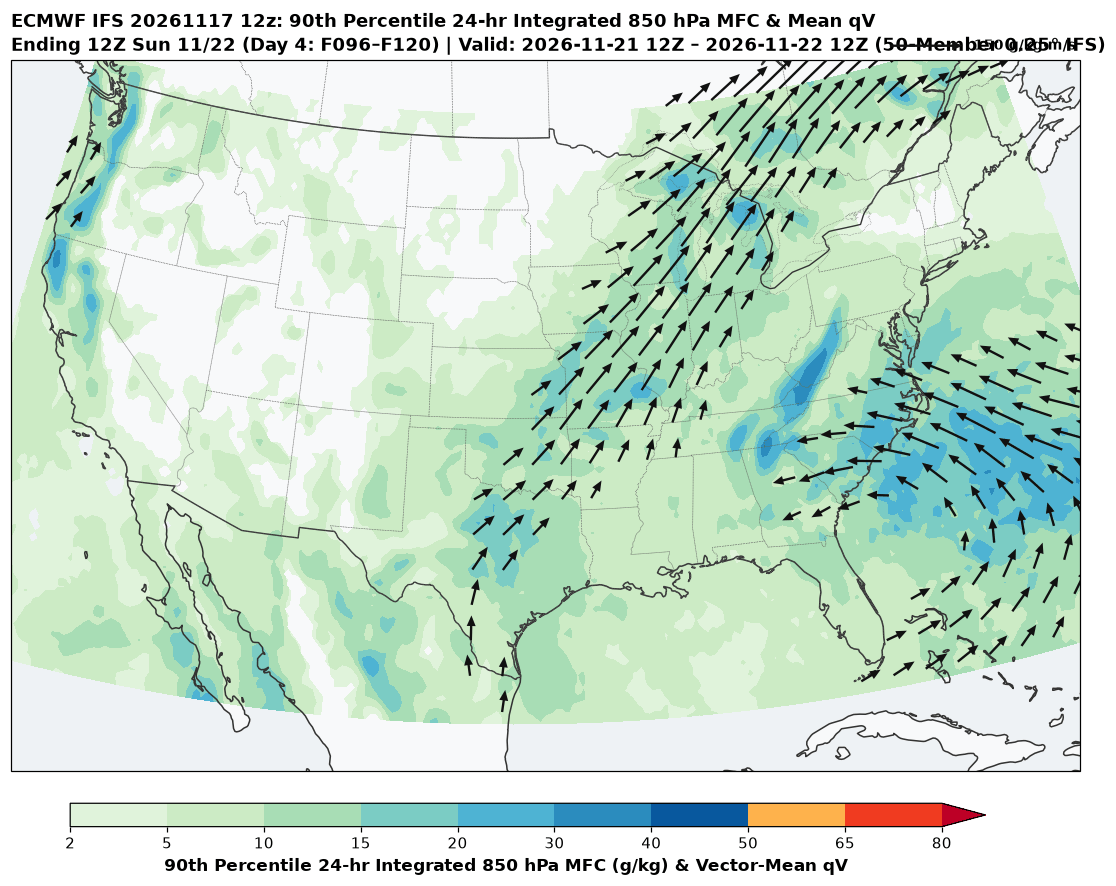 ECMWF IFS 20261117 12z: 90th Percentile 24-hr Integrated 850 hPa MFC & Mean qV
Ending 12Z Sun 11/22 (Day 4: F096–F120) | Valid: 2026-11-21 12Z – 2026-11-22 12Z (50-Member 0.25° IFS)
2 5 10 15 20 30 40 50 65 80
90th Percentile 24-hr Integrated 850 hPa MFC (g/kg) & Vector-Mean qV